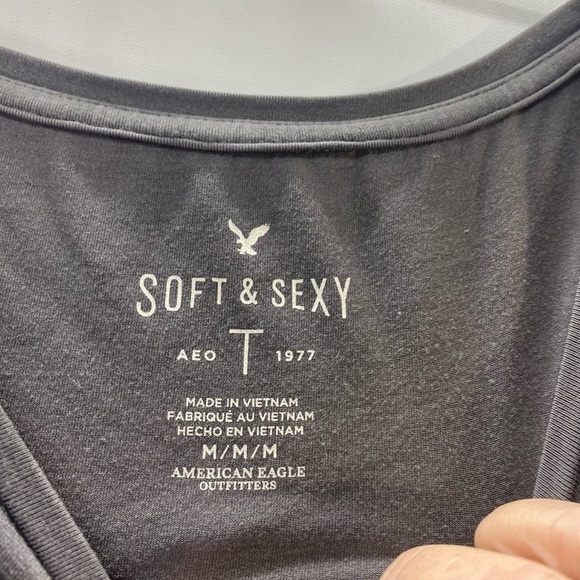 SOFT & SEXY
AEO T 1977
MADE IN VIETNAM
FABRIQUÉ AU VIETNAM
HECHO EN VIETNAM
M/M/M
AMERICAN EAGLE
OUTFITTERS